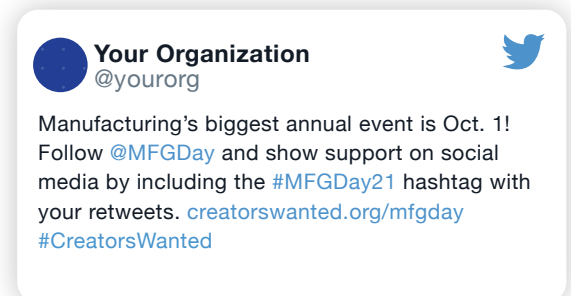 Your Organization
@yourorg
Manufacturing’s biggest annual event is Oct. 1!
Follow @MFGDay and show support on social
media by including the #MFGDay21 hashtag with
your retweets. creatorswanted.org/mfgday
#CreatorsWanted